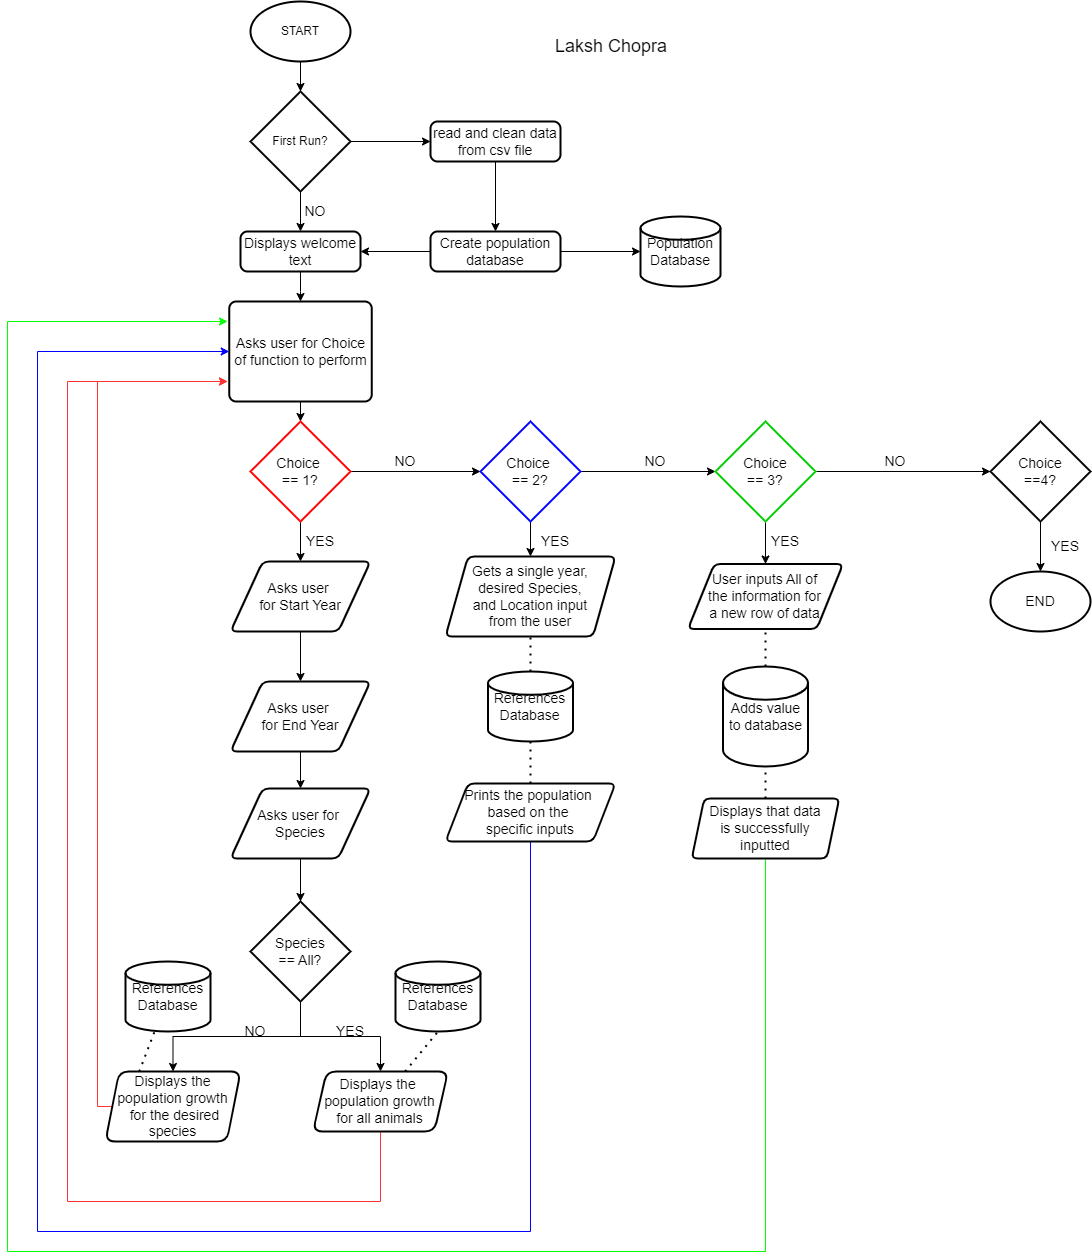 START
Laksh Chopra
First Run?
read and clean data
from csv file
NO
Displays welcome
text
Create population
database
Population
Database
Asks user for Choice
of function to perform
Choice
== 1?
NO
Choice
== 2?
NO
Choice
== 3?
NO
Choice
==4?
YES
YES
YES
YES
Asks user
for Start Year
Gets a single year,
desired Species,
and Location input
from the user
User inputs All of
the information for
a new row of data
END
Asks user
for End Year
References
Database
Adds value
to database
Asks user for
Species
Prints the population
based on the
specific inputs
Displays that data
is successfully
inputted
Species
== All?
References
Database
References
Database
NO
YES
Displays the
population growth
for the desired
species
Displays the
population growth
for all animals